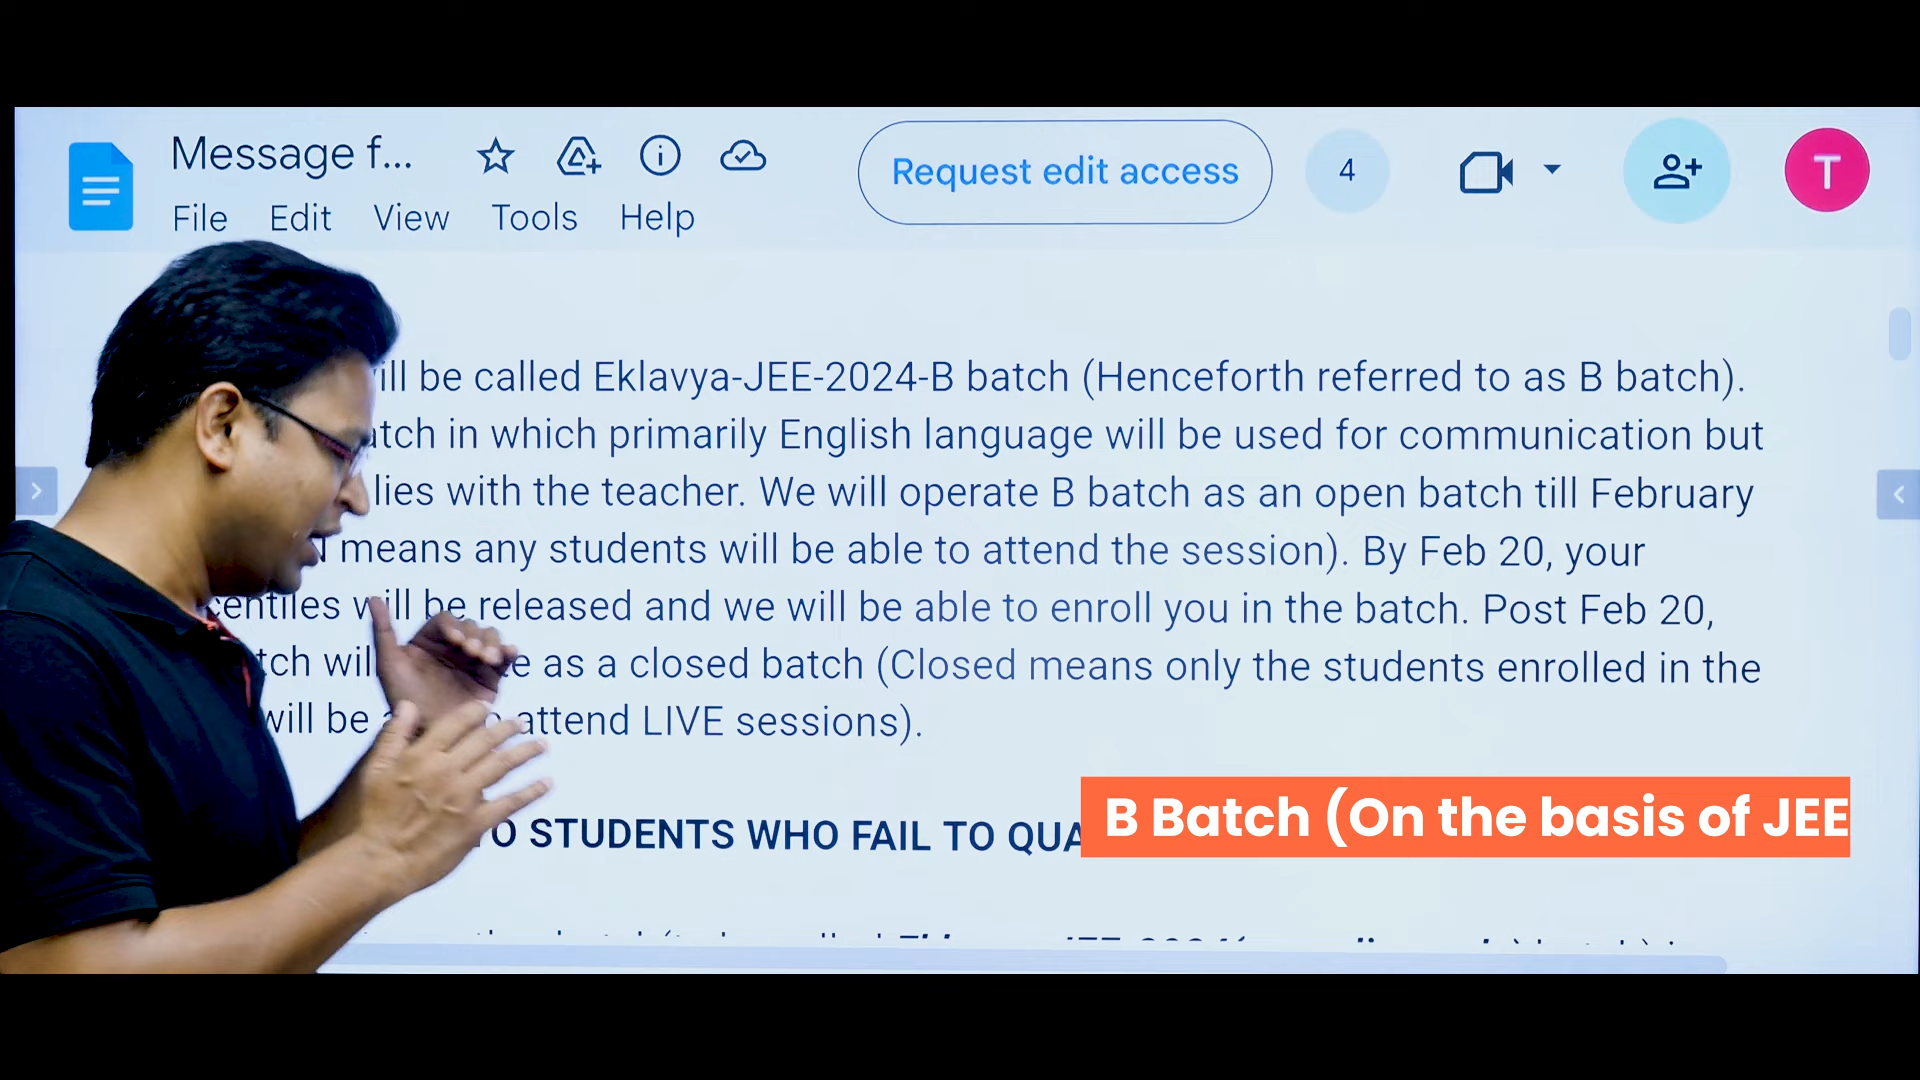 Message f...
Request edit access
4
T
File Edit View Tools Help
will be called Eklavya-JEE-2024-B batch (Henceforth referred to as B batch).
in which primarily English language will be used for communication but
lies with the teacher. We will operate B batch as an open batch till February
means any students will be able to attend the session). By Feb 20, your
will be released and we will be able to enroll you in the batch. Post Feb 20,
as a closed batch (Closed means only the students enrolled in the
will be attend LIVE sessions).
STUDENTS WHO FAIL TO
B Batch (On the basis of JEE